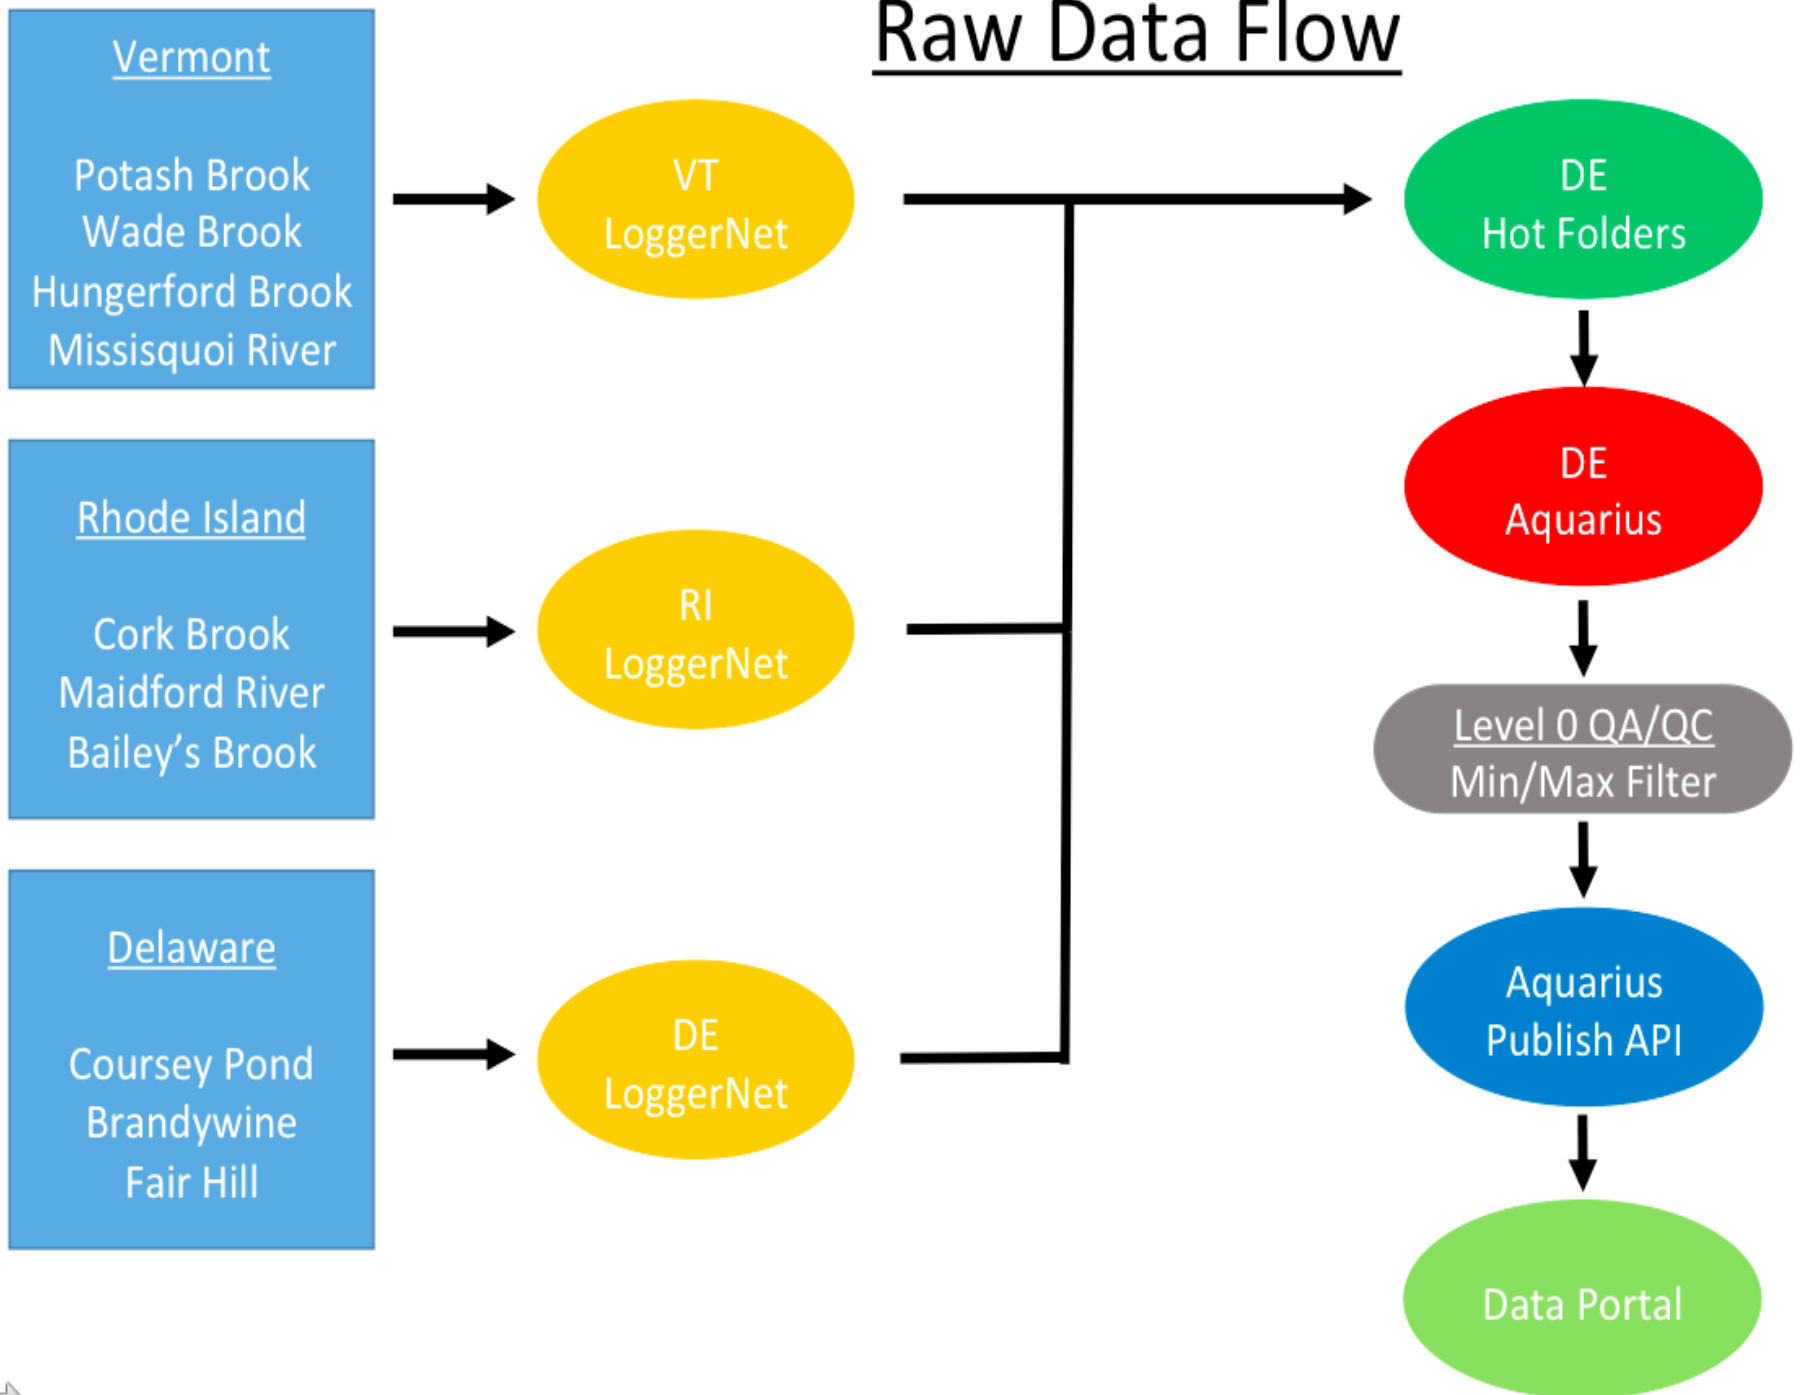 Raw Data Flow
Vermont
Potash Brook
Wade Brook
Hungerford Brook
Missisquoi River
VT
LoggerNet
DE
Hot Folders
Rhode Island
Cork Brook
Maidford River
Bailey’s Brook
RI
LoggerNet
DE
Aquarius
Level 0 QA/QC
Min/Max Filter
Delaware
Coursey Pond
Brandywine
Fair Hill
DE
LoggerNet
Aquarius
Publish API
Data Portal